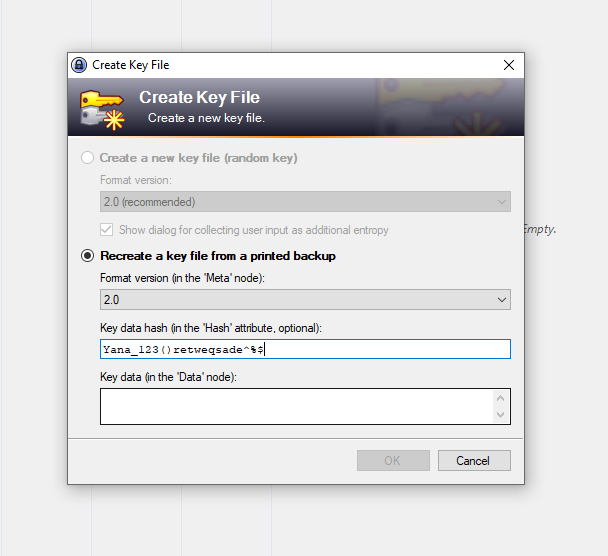 Create Key File
Create Key File
Create a new key file.
Create a new key file (random key)
Format version:
2.0 (recommended)
Show dialog for collecting user input as additional entropy
Empty.
Recreate a key file from a printed backup
Format version (in the 'Meta' node):
2.0
Key data hash (in the 'Hash' attribute, optional):
Yana_123()retweqsade^%$
Key data (in the 'Data' node):
OK
Cancel